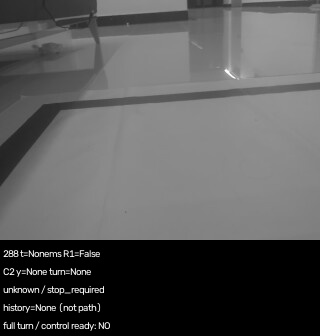 288 t=Nonems R1=False
C2 y=None turn=None
unknown / stop_required
history=None (not path)
full turn / control ready: NO